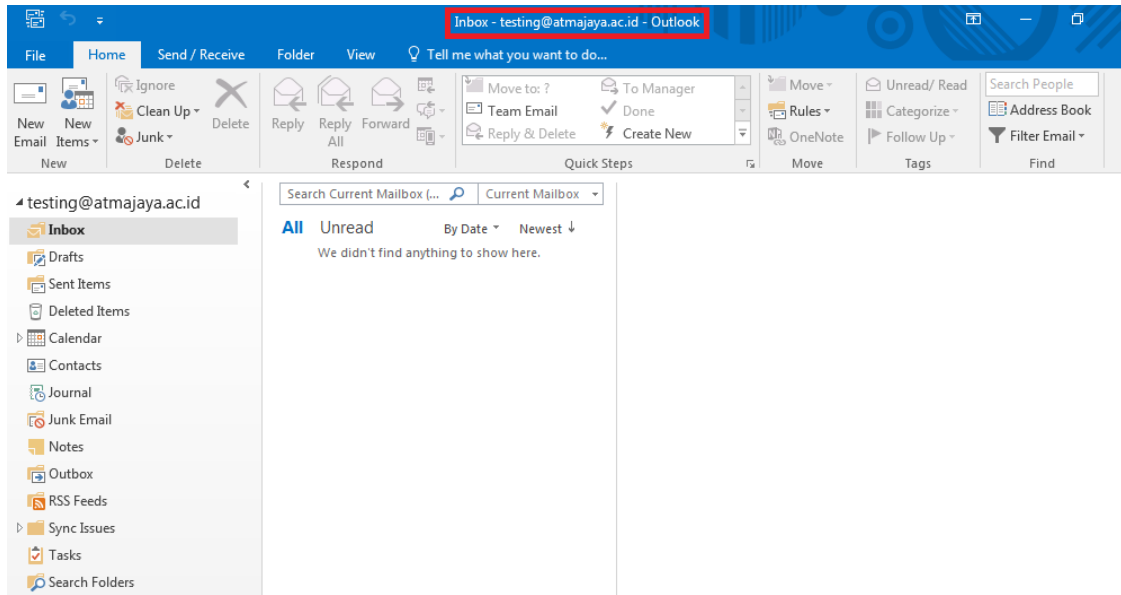 Inbox - testing@atmajaya.ac.id - Outlook
File Home Send / Receive Folder View Tell me what you want to do...
New Email
New Items
Ignore
Clean Up
Junk
Delete
Reply
Reply All
Forward
Move to: ?
Team Email
Reply & Delete
To Manager
Done
Create New
Move
Rules
OneNote
Unread/ Read
Categorize
Follow Up
Search People
Address Book
Filter Email
New Delete Respond Quick Steps Move Tags Find
testing@atmajaya.ac.id
Inbox
Drafts
Sent Items
Deleted Items
Calendar
Contacts
Journal
Junk Email
Notes
Outbox
RSS Feeds
Sync Issues
Tasks
Search Folders
Search Current Mailbox (... Current Mailbox
All Unread By Date Newest
We didn't find anything to show here.